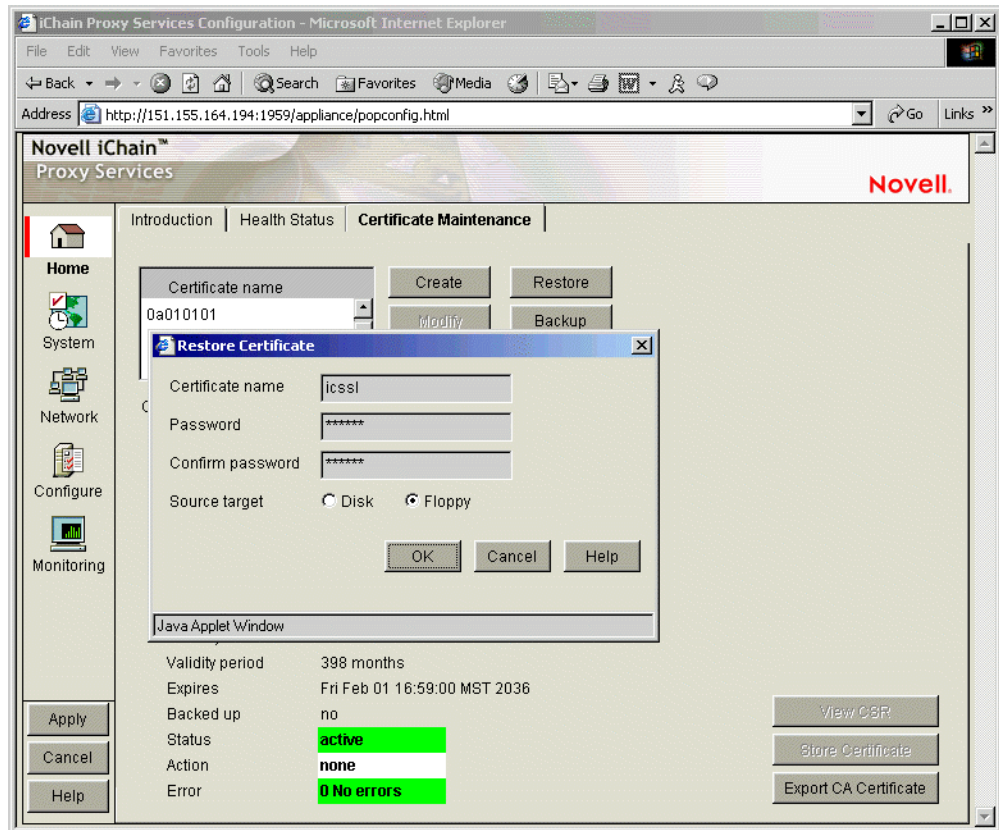 iChain Proxy Services Configuration - Microsoft Internet Explorer
File Edit View Favorites Tools Help
Back Search Favorites Media
Address http://151.155.164.194:1959/appliance/popconfig.html Go Links »
Novell iChain™
Proxy Services
Novell.
Introduction Health Status Certificate Maintenance
Home
System
Network
Configure
Monitoring
Certificate name
0a010101
Create Restore
Modify Backup
Restore Certificate
Certificate name icssl
Password ******
Confirm password ******
Source target Disk Floppy
OK Cancel Help
Java Applet Window
Validity period 398 months
Expires Fri Feb 01 16:59:00 MST 2036
Backed up no
Status active
Action none
Error 0 No errors
View CSR
Store Certificate
Export CA Certificate
Apply
Cancel
Help